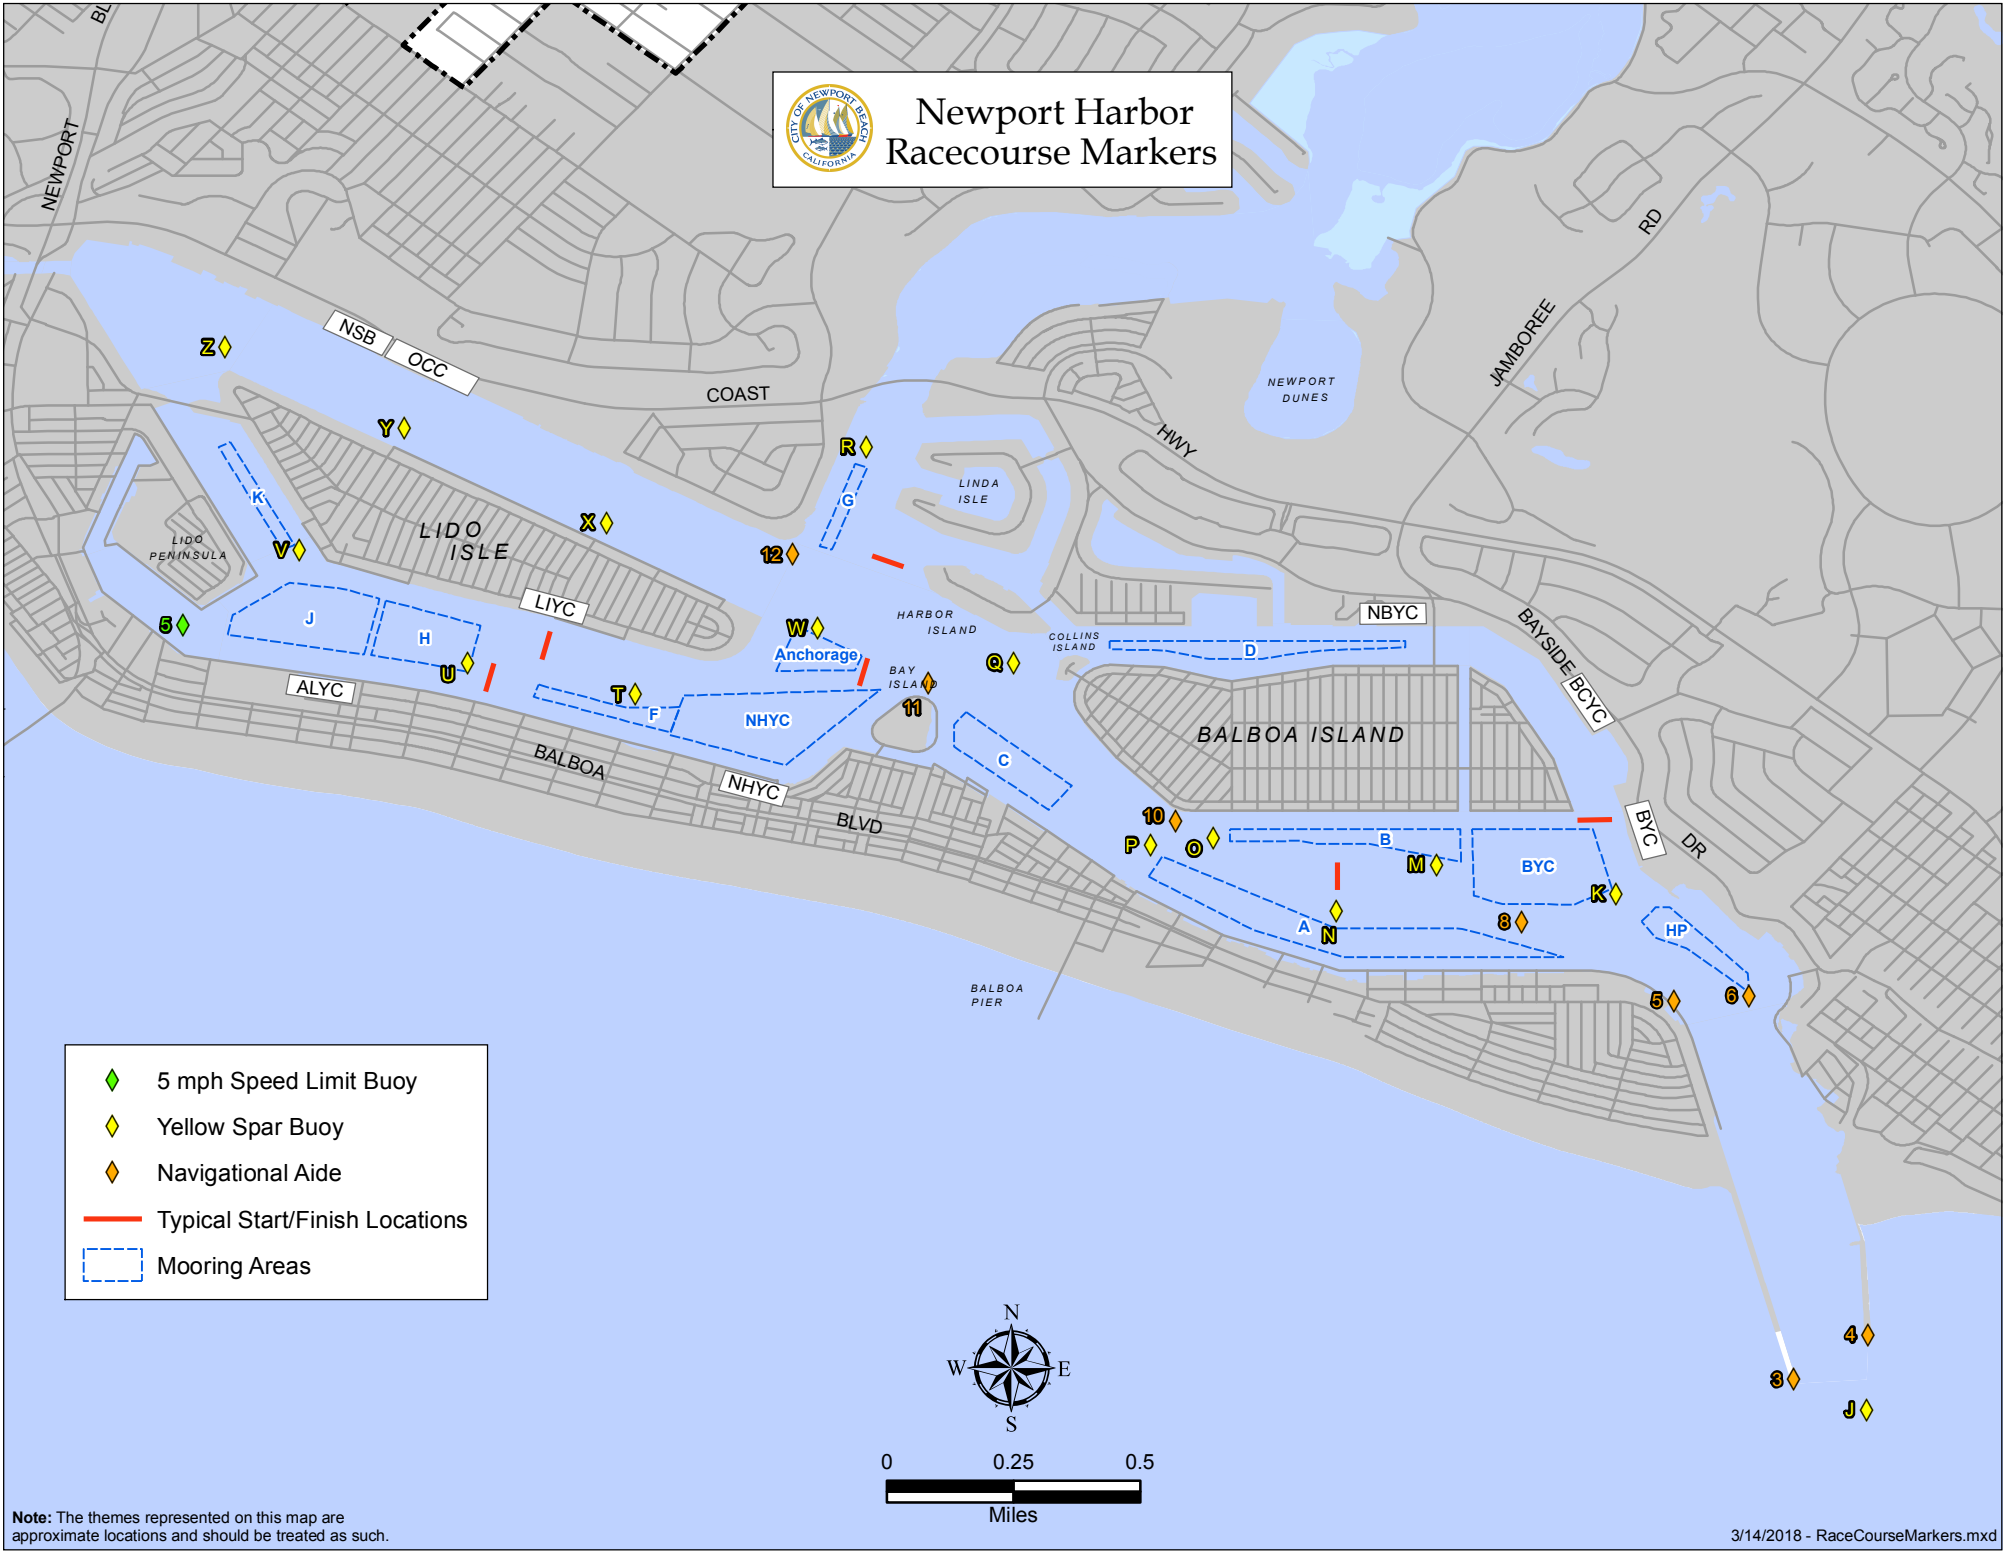 BL
NEWPORT
CITY OF NEWPORT BEACH
CALIFORNIA
Newport Harbor
Racecourse Markers
RD
JAMBOREE
Z
NSB
OCC
COAST
NEWPORT
DUNES
Y
R
HWY
K
G
LINDA
ISLE
LIDO
PENINSULA
V
LIDO
ISLE
X
12
LIYC
5
J
H
U
ALYC
W
Anchorage
HARBOR
ISLAND
COLLINS
ISLAND
NBYC
D
BAYSIDE
BCYC
Q
BAY
ISLAND
11
T
F
NHYC
C
BALBOA ISLAND
BALBOA
NHYC
BLVD
10
P
O
B
M
BYC
BYC
DR
K
A
N
8
HP
BALBOA
PIER
5
6
5 mph Speed Limit Buoy
Yellow Spar Buoy
Navigational Aide
Typical Start/Finish Locations
Mooring Areas
N
W
E
S
4
3
J
0
0.25
0.5
Miles
Note: The themes represented on this map are
approximate locations and should be treated as such.
3/14/2018 - RaceCourseMarkers.mxd